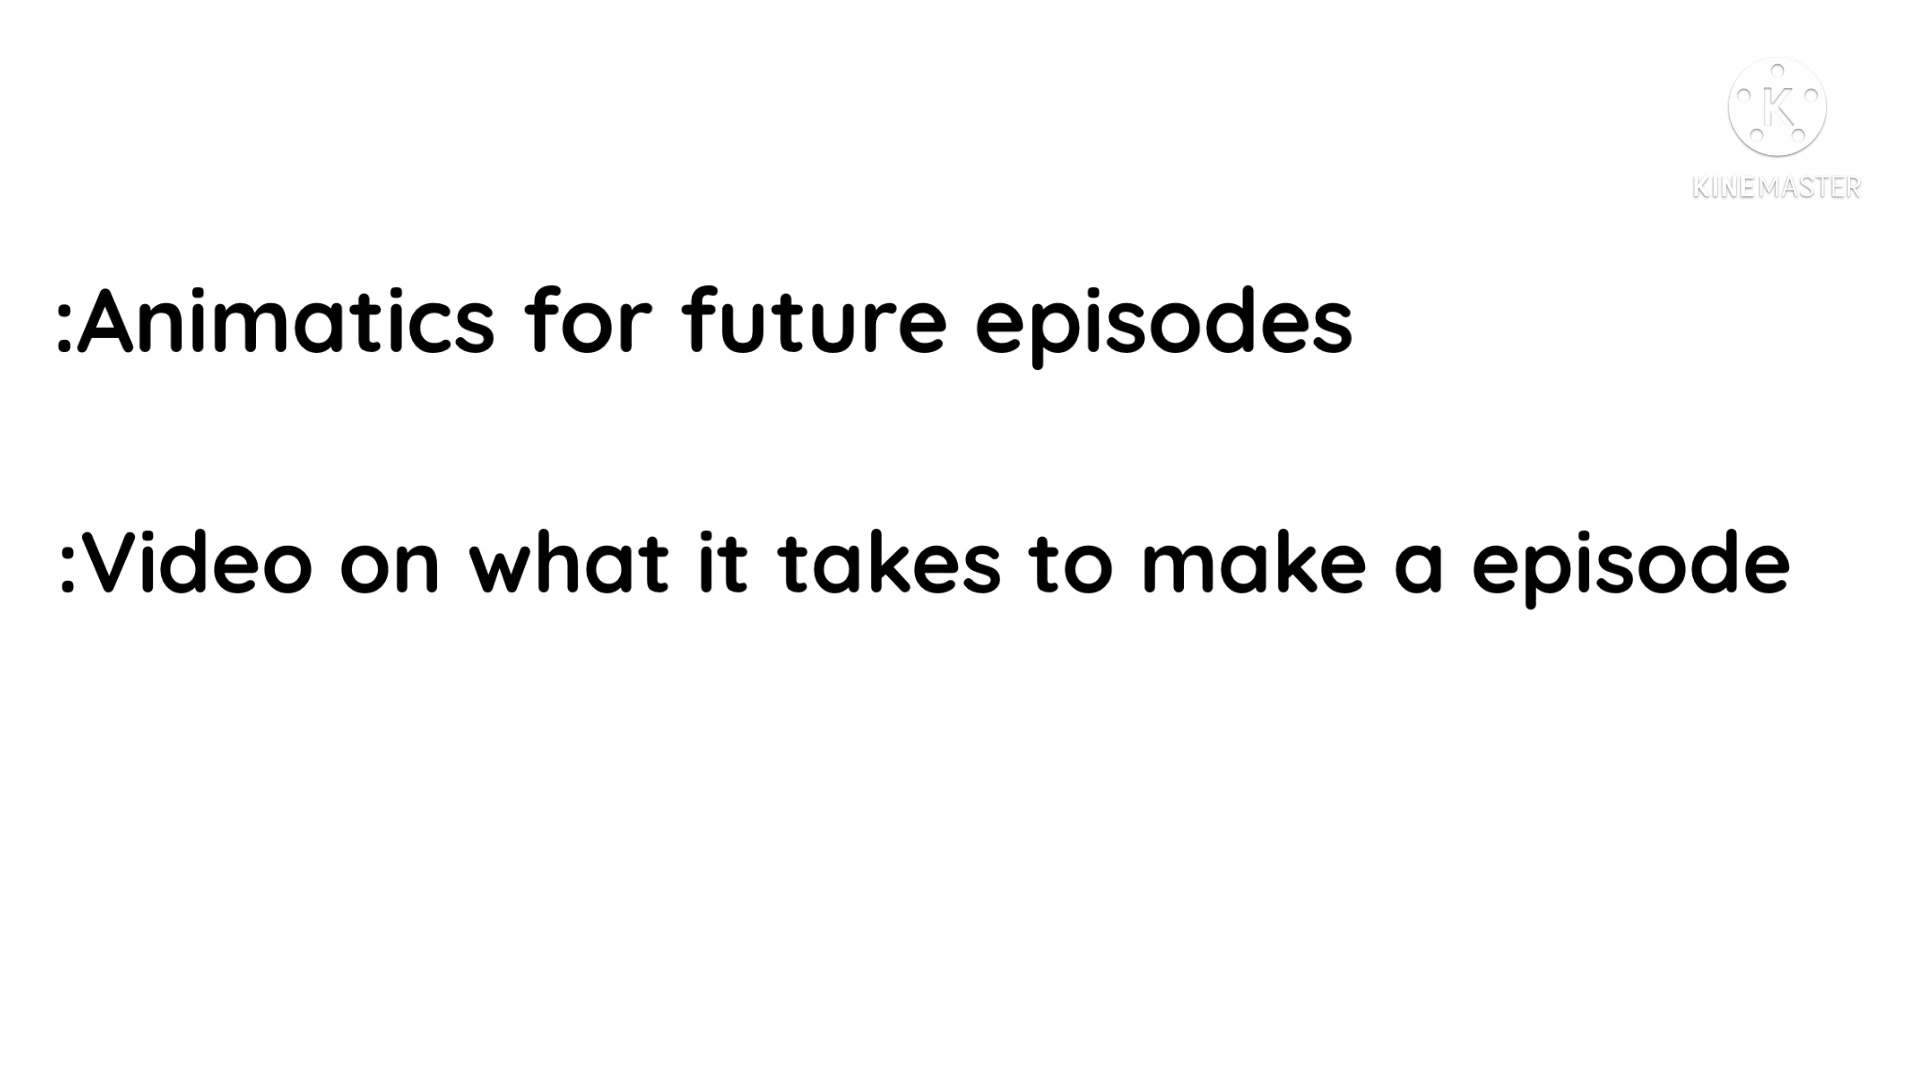 K
KINEMASTER
:Animatics for future episodes
:Video on what it takes to make a episode